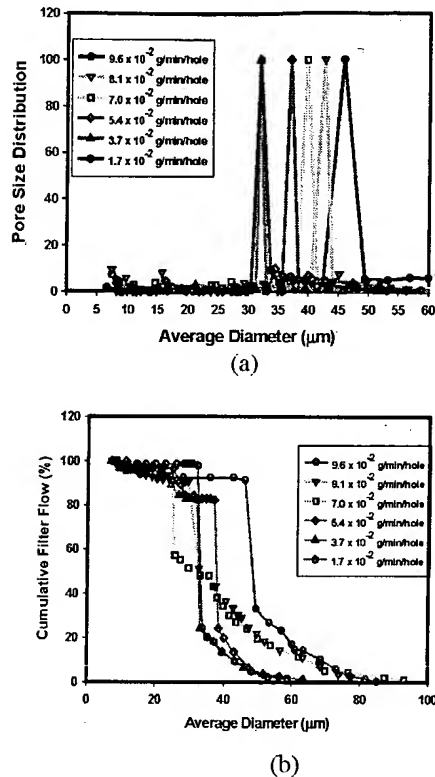 120
100
80
60
40
20
0
Pore Size Distribution
9.6 x 10-2 g/min/hole
8.1 x 10-2 g/min/hole
7.0 x 10-2 g/min/hole
5.4 x 10-2 g/min/hole
3.7 x 10-2 g/min/hole
1.7 x 10-2 g/min/hole
0 5 10 15 20 25 30 35 40 45 50 55 60
Average Diameter (μm)
(a)
120
100
80
60
40
20
0
Cumulative Filter Flow (%)
9.6 x 10-2 g/min/hole
8.1 x 10-2 g/min/hole
7.0 x 10-2 g/min/hole
5.4 x 10-2 g/min/hole
3.7 x 10-2 g/min/hole
1.7 x 10-2 g/min/hole
0 20 40 60 80 100
Average Diameter (μm)
(b)